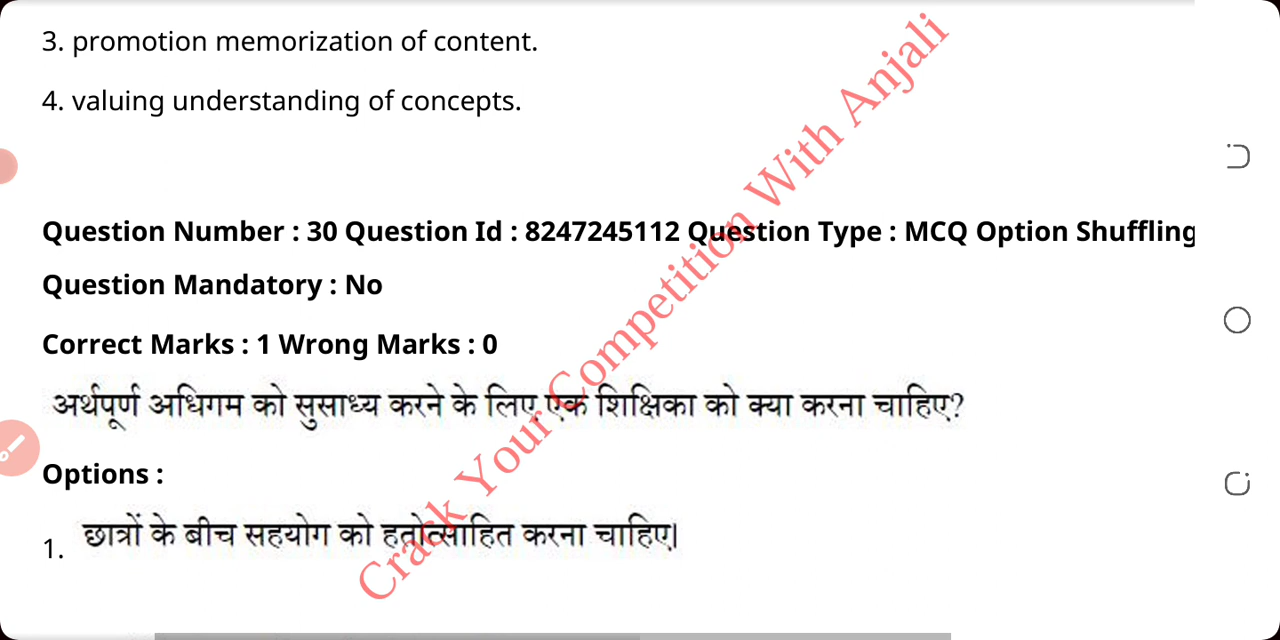 3. promotion memorization of content.
4. valuing understanding of concepts.
Question Number : 30 Question Id : 8247245112 Question Type : MCQ Option Shuffling
Question Mandatory : No
Correct Marks : 1 Wrong Marks : 0
अर्थपूर्ण अधिगम को सुसाध्य करने के लिए एक शिक्षिका को क्या करना चाहिए?
Options :
1. छात्रों के बीच सहयोग को हतोत्साहित करना चाहिए|
Crack Your Competition With Anjali